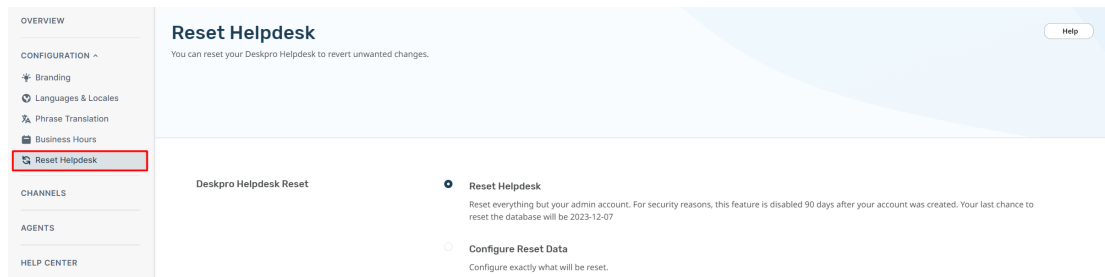 OVERVIEW
CONFIGURATION
Branding
Languages & Locales
Phrase Translation
Business Hours
Reset Helpdesk
CHANNELS
AGENTS
HELP CENTER
Reset Helpdesk
Help
You can reset your Deskpro Helpdesk to revert unwanted changes.
Deskpro Helpdesk Reset
Reset Helpdesk
Reset everything but your admin account. For security reasons, this feature is disabled 90 days after your account was created. Your last chance to
reset the database will be 2023-12-07
Configure Reset Data
Configure exactly what will be reset.